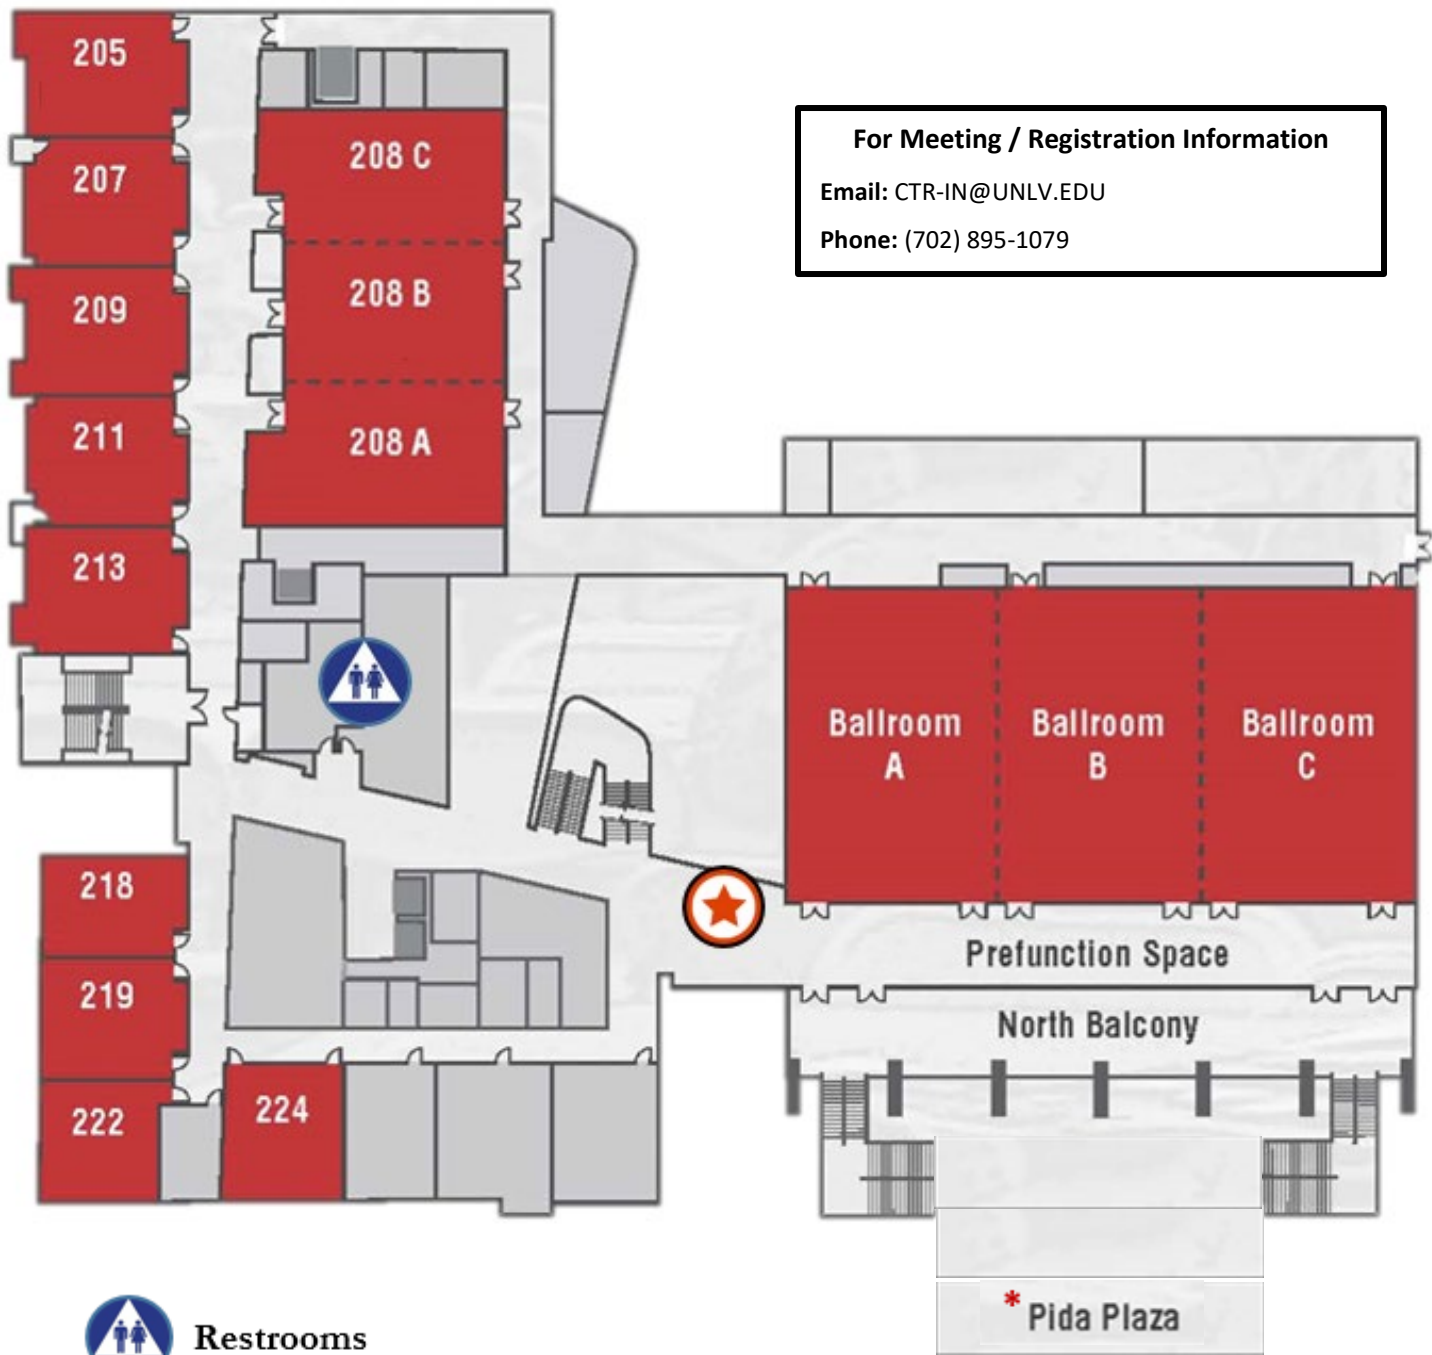 205
207
209
211
213
208 C
208 B
208 A
For Meeting / Registration Information
Email: CTR-IN@UNLV.EDU
Phone: (702) 895-1079
Ballroom
A
Ballroom
B
Ballroom
C
Prefunction Space
North Balcony
218
219
222
224
* Pida Plaza
Restrooms